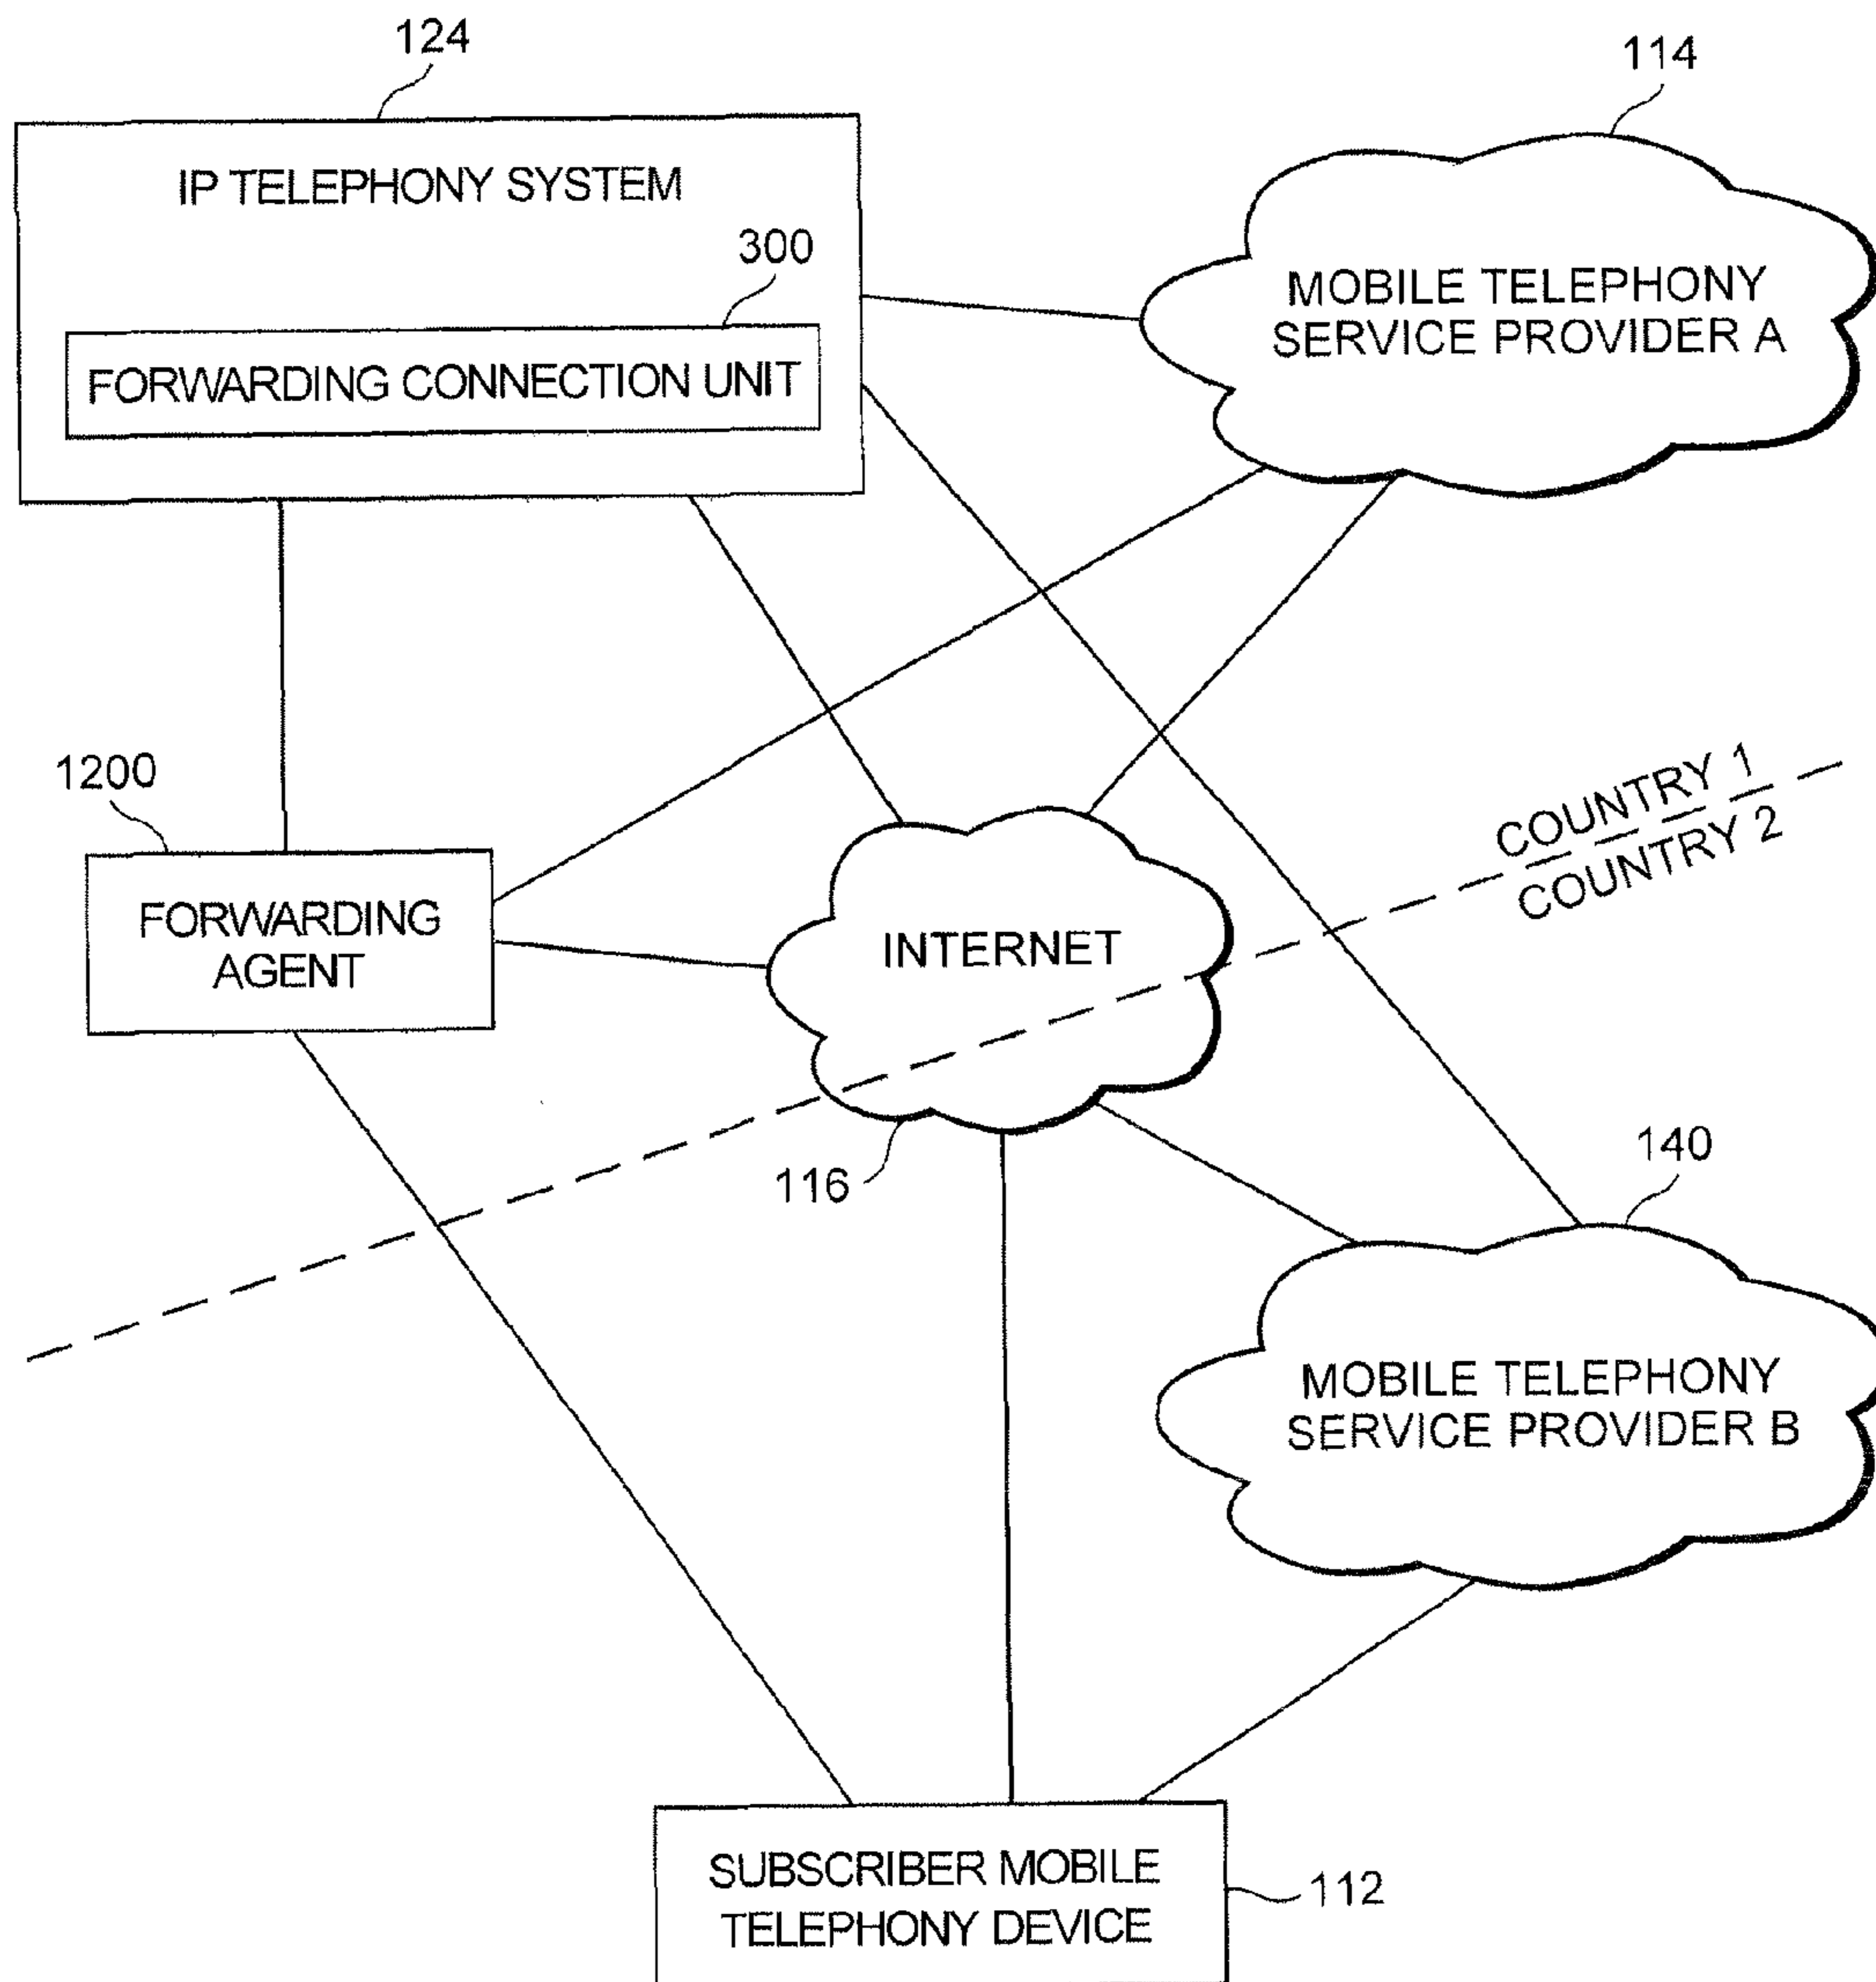 124
114
IP TELEPHONY SYSTEM
300
FORWARDING CONNECTION UNIT
MOBILE TELEPHONY
SERVICE PROVIDER A
1200
COUNTRY 1
COUNTRY 2
FORWARDING
AGENT
INTERNET
116
140
MOBILE TELEPHONY
SERVICE PROVIDER B
SUBSCRIBER MOBILE
TELEPHONY DEVICE
112